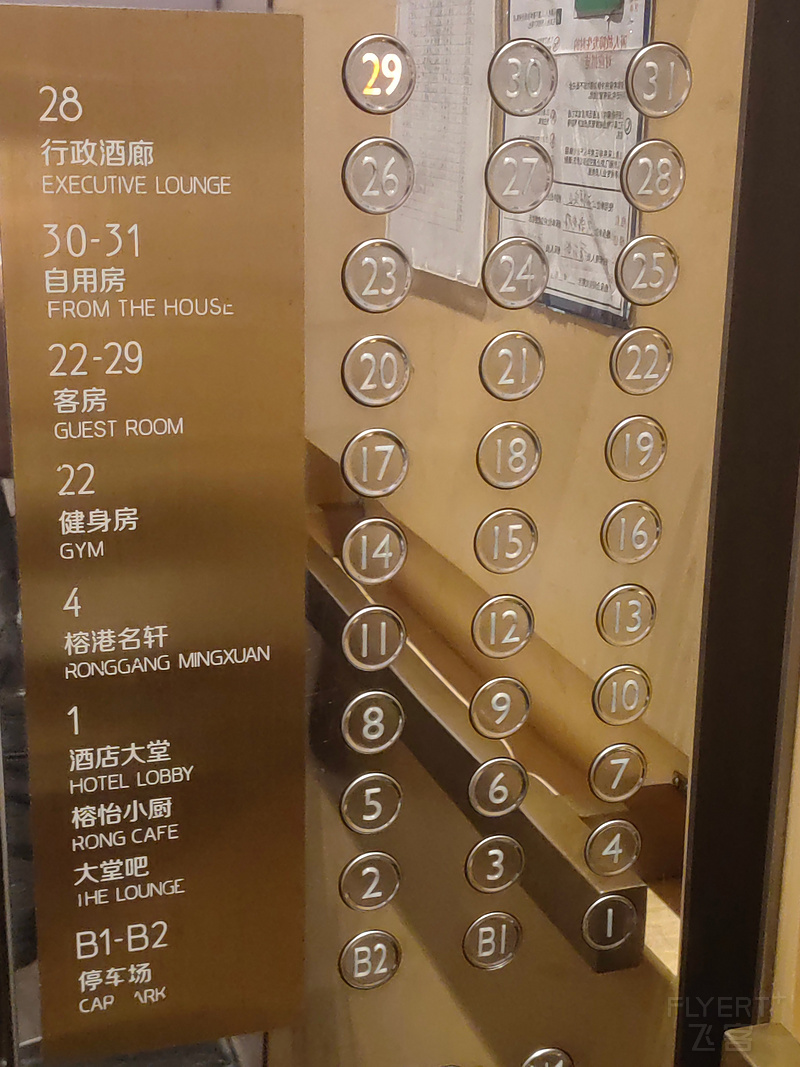 28
行政酒廊
EXECUTIVE LOUNGE
30-31
自用房
FROM THE HOUSE
22-29
客房
GUEST ROOM
22
健身房
GYM
4
榕港名轩
RONGGANG MINGXUAN
1
酒店大堂
HOTEL LOBBY
榕怡小厨
RONG CAFE
大堂吧
THE LOUNGE
B1-B2
停车场
CAR PARK
29 30 31
26 27 28
23 24 25
20 21 22
17 18 19
14 15 16
11 12 13
8 9 10
5 6 7
2 3 4
B2 B1 1
FLYERT
飞客